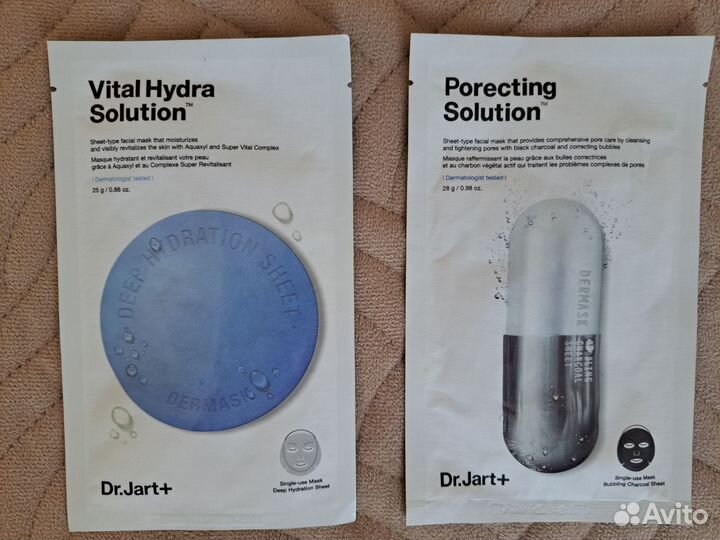 Vital Hydra
Solution™
Sheet-type facial mask that moisturizes
and visibly revitalizes the skin with Aquaxyl and Super Vital Complex
Masque hydratant et revitalisant votre peau
grâce à Aquaxyl et au Complexe Super Revitalisant
| Dermatologist tested |
25 g / 0.88 oz.
DEEP HYDRATION SHEET
DERMASK
Single-use Mask
Deep Hydration Sheet
Dr.Jart+
Porecting
Solution™
Sheet-type facial mask that provides comprehensive pore care by cleansing
and tightening pores with black charcoal and correcting bubbles
Masque raffermissant la peau grâce aux bulles correctrices
et au charbon végétal actif qui traitent les problèmes complexes de pores
| Dermatologist tested |
28 g / 0.98 oz.
DERMASK
BLING
CHARCOAL
SHEET
Single-use Mask
Bubbling Charcoal Sheet
Dr.Jart+
Avito